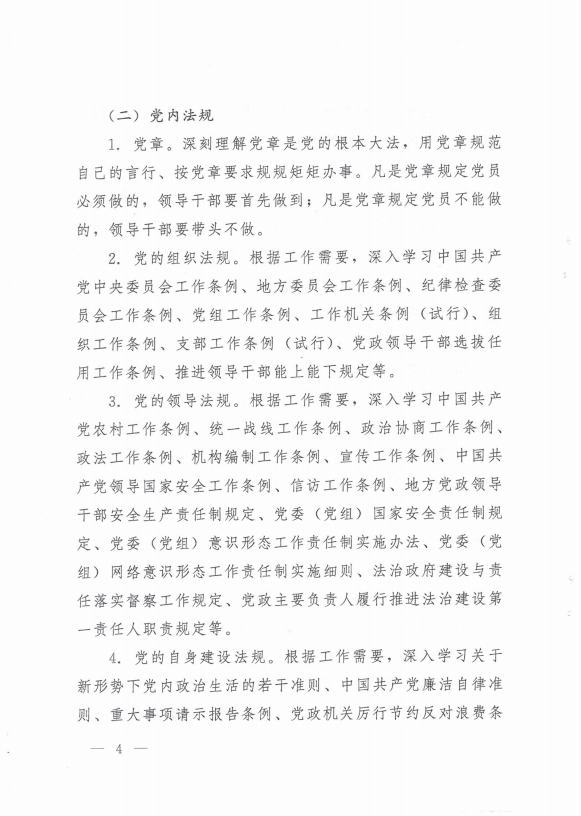 （二）党内法规
1. 党章。深刻理解党章是党的根本大法，用党章规范
自己的言行、按党章要求规规矩矩办事。凡是党章规定党员
必须做的，领导干部要首先做到；凡是党章规定党员不能做
的，领导干部要带头不做。
2. 党的组织法规。根据工作需要，深入学习中国共产
党中央委员会工作条例、地方委员会工作条例、纪律检查委
员会工作条例、党组工作条例、工作机关条例（试行）、组
织工作条例、支部工作条例（试行）、党政领导干部选拔任
用工作条例、推进领导干部能上能下规定等。
3. 党的领导法规。根据工作需要，深入学习中国共产
党农村工作条例、统一战线工作条例、政治协商工作条例、
政法工作条例、机构编制工作条例、宣传工作条例、中国共
产党领导国家安全工作条例、信访工作条例、地方党政领导
干部安全生产责任制规定、党委（党组）国家安全责任制规
定、党委（党组）意识形态工作责任制实施办法、党委（党
组）网络意识形态工作责任制实施细则、法治政府建设与责
任落实督察工作规定、党政主要负责人履行推进法治建设第
一责任人职责规定等。
4. 党的自身建设法规。根据工作需要，深入学习关于
新形势下党内政治生活的若干准则、中国共产党廉洁自律准
则、重大事项请示报告条例、党政机关厉行节约反对浪费条
— 4 —